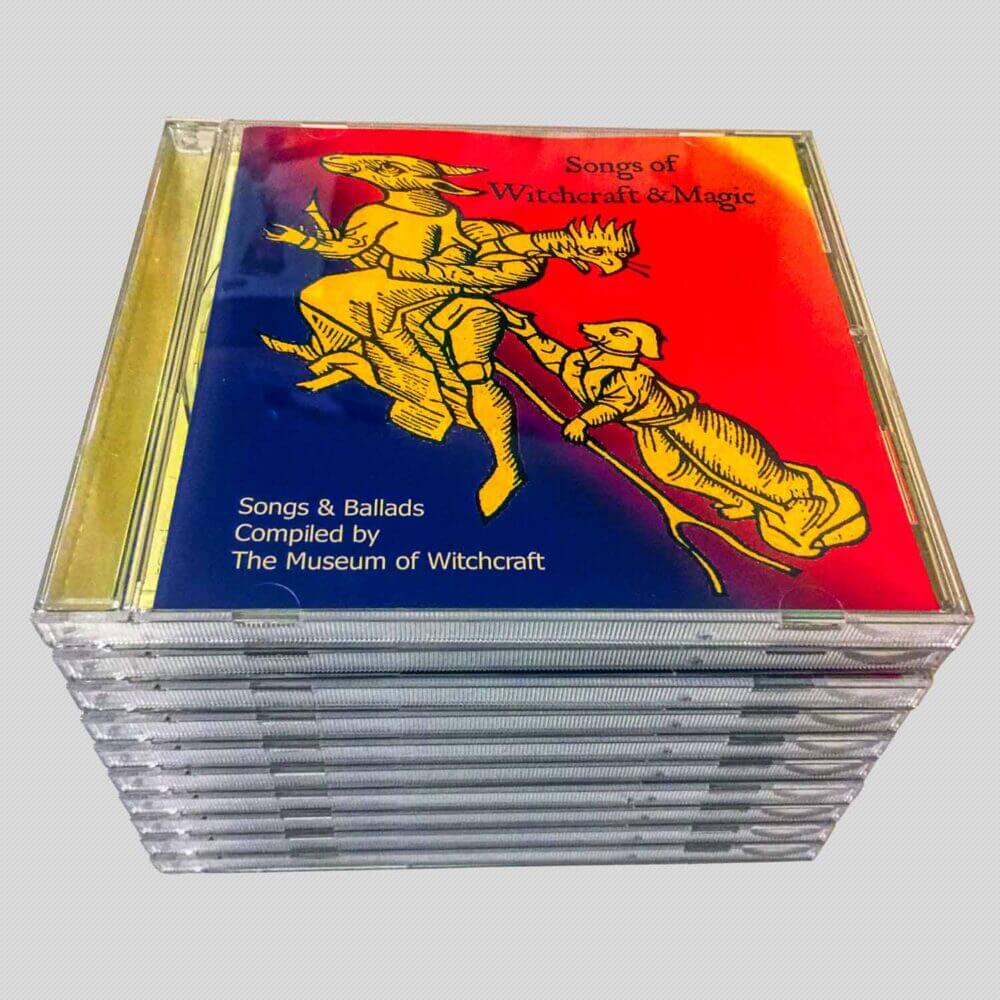 Songs of
Witchcraft &Magic
Songs & Ballads
Compiled by
The Museum of Witchcraft